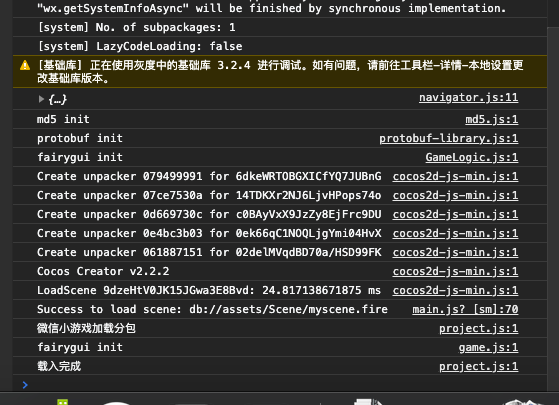 "wx.getSystemInfoAsync" will be finished by synchronous implementation.
[system] No. of subpackages: 1
[system] LazyCodeLoading: false
[基础库] 正在使用灰度中的基础库 3.2.4 进行调试。如有问题，请前往工具栏-详情-本地设置更
改基础库版本。
{…} navigator.js:11
md5 init md5.js:1
protobuf init protobuf-library.js:1
fairygui init GameLogic.js:1
Create unpacker 079499991 for 6dkeWRTOBGXICfYQ7JUBnG cocos2d-js-min.js:1
Create unpacker 07ce7530a for 14TDKXr2NJ6LjvHPops74o cocos2d-js-min.js:1
Create unpacker 0d669730c for c0BAyVxX9JzZy8EjFrc9DU cocos2d-js-min.js:1
Create unpacker 0e4bc3b03 for 0ek66qC1NOQLjgYmi04HvX cocos2d-js-min.js:1
Create unpacker 061887151 for 02delMVqdBD70a/HSD99FK cocos2d-js-min.js:1
Cocos Creator v2.2.2 cocos2d-js-min.js:1
LoadScene 9dzeHtV0JK15JGwa3E8Bvd: 24.817138671875 ms cocos2d-js-min.js:1
Success to load scene: db://assets/Scene/myscene.fire main.js? [sm]:70
微信小游戏加载分包 project.js:1
fairygui init game.js:1
载入完成 project.js:1